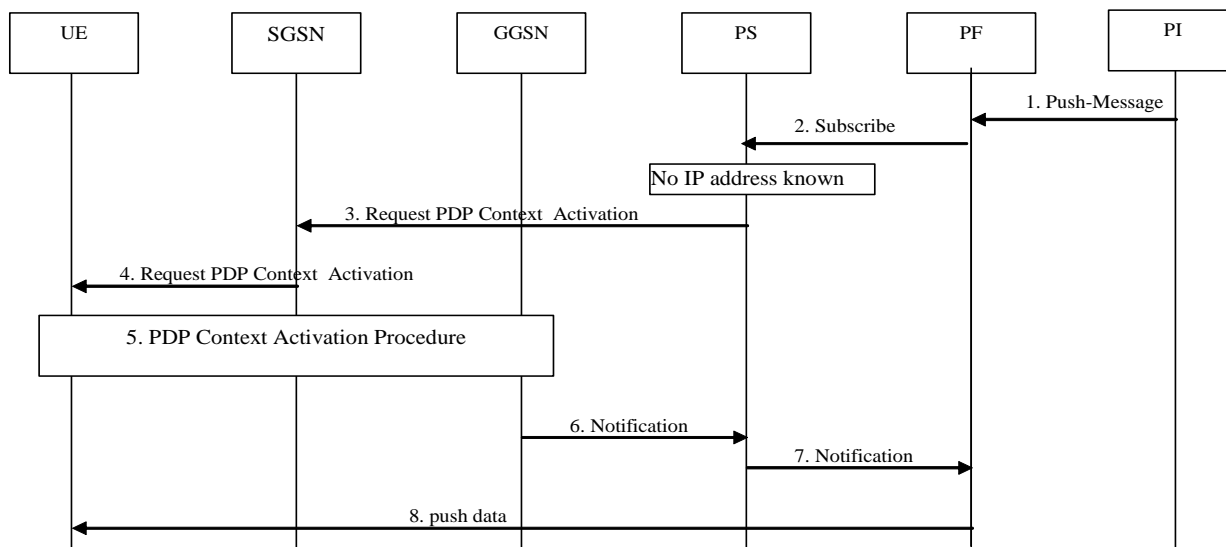 UE
SGSN
GGSN
PS
PF
PI
1. Push-Message
2. Subscribe
No IP address known
3. Request PDP Context Activation
4. Request PDP Context Activation
5. PDP Context Activation Procedure
6. Notification
7. Notification
8. push data